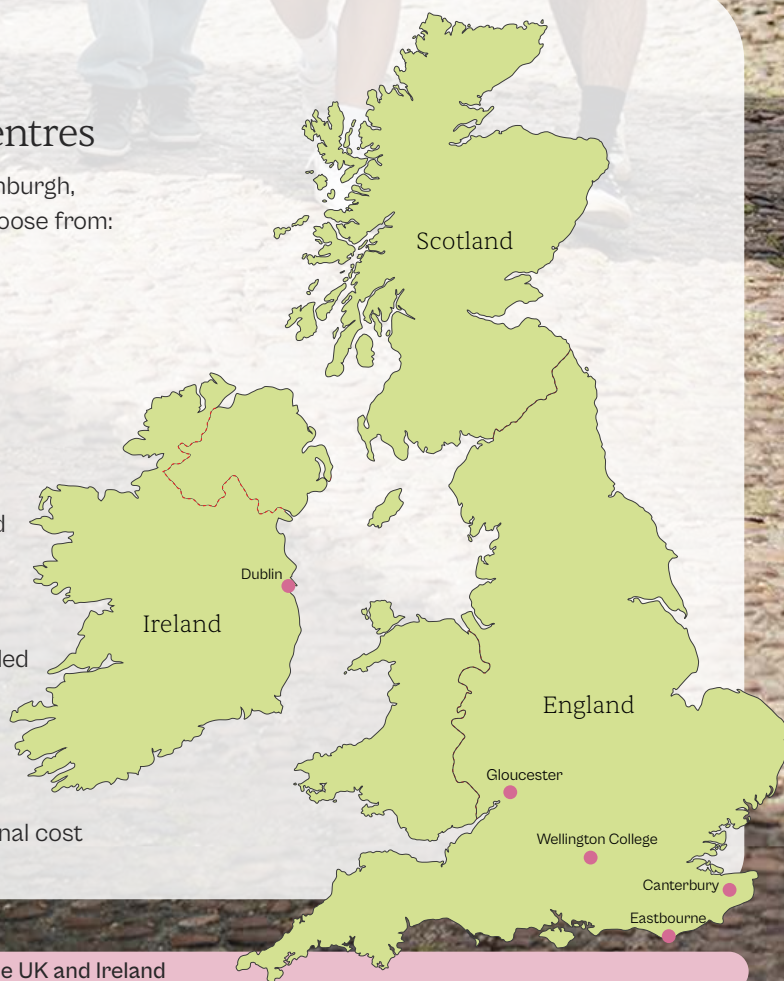 entres
nburgh,
oose from:
Scotland
d
Dublin
Ireland
led
England
Gloucester
nal cost
Wellington College
Canterbury
Eastbourne
e UK and Ireland